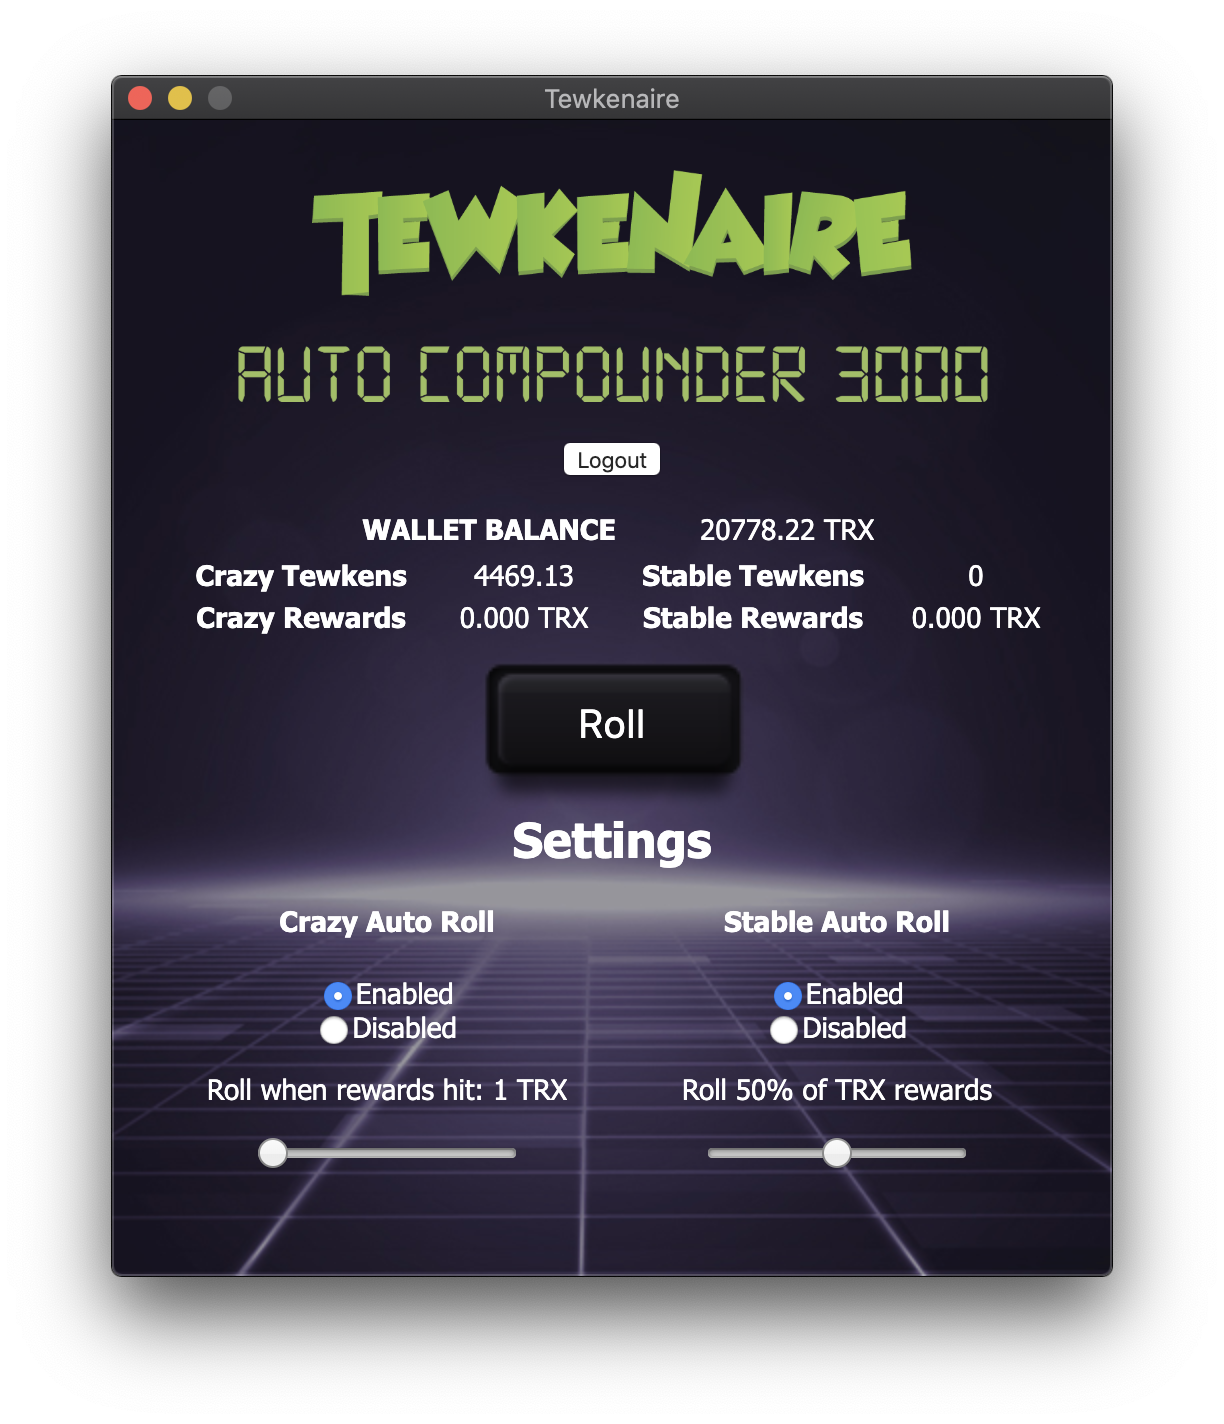 Tewkenaire
TEWKENAIRE
AUTO COMPOUNDER 3000
Logout
WALLET BALANCE 20778.22 TRX
Crazy Tewkens 4469.13 Stable Tewkens 0
Crazy Rewards 0.000 TRX Stable Rewards 0.000 TRX
Roll
Settings
Crazy Auto Roll Stable Auto Roll
Enabled Enabled
Disabled Disabled
Roll when rewards hit: 1 TRX Roll 50% of TRX rewards